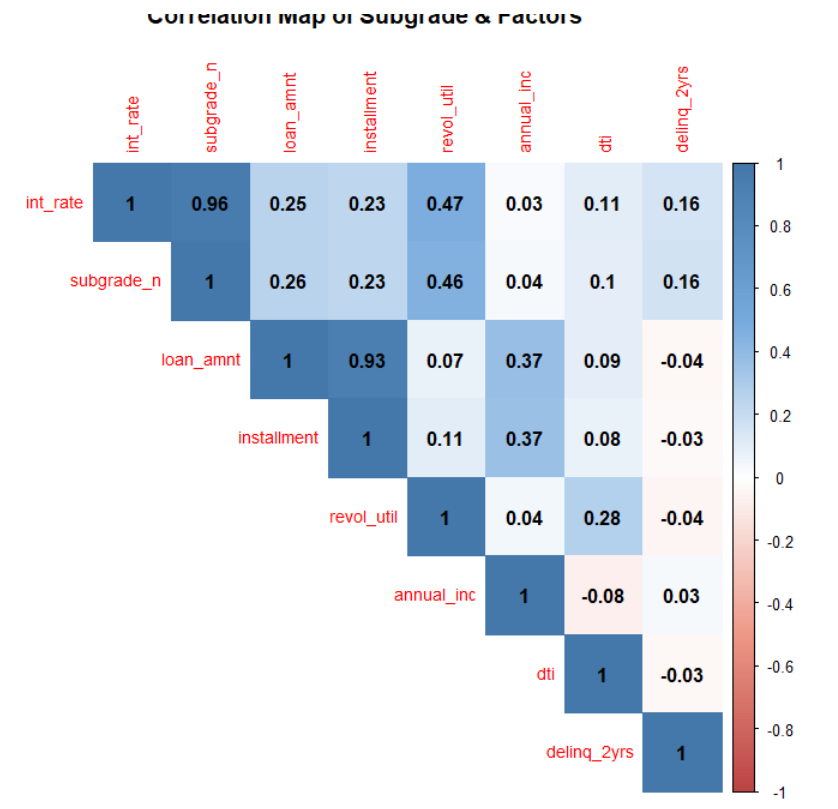 Correlation Map of Subgrade & Factors
int_rate
subgrade_n
loan_amnt
installment
revol_util
annual_inc
dti
delinq_2yrs
int_rate 1 0.96 0.25 0.23 0.47 0.03 0.11 0.16
subgrade_n 1 0.26 0.23 0.46 0.04 0.1 0.16
loan_amnt 1 0.93 0.07 0.37 0.09 -0.04
installment 1 0.11 0.37 0.08 -0.03
revol_util 1 0.04 0.28 -0.04
annual_inc 1 -0.08 0.03
dti 1 -0.03
delinq_2yrs 1
1
0.8
0.6
0.4
0.2
0
-0.2
-0.4
-0.6
-0.8
-1